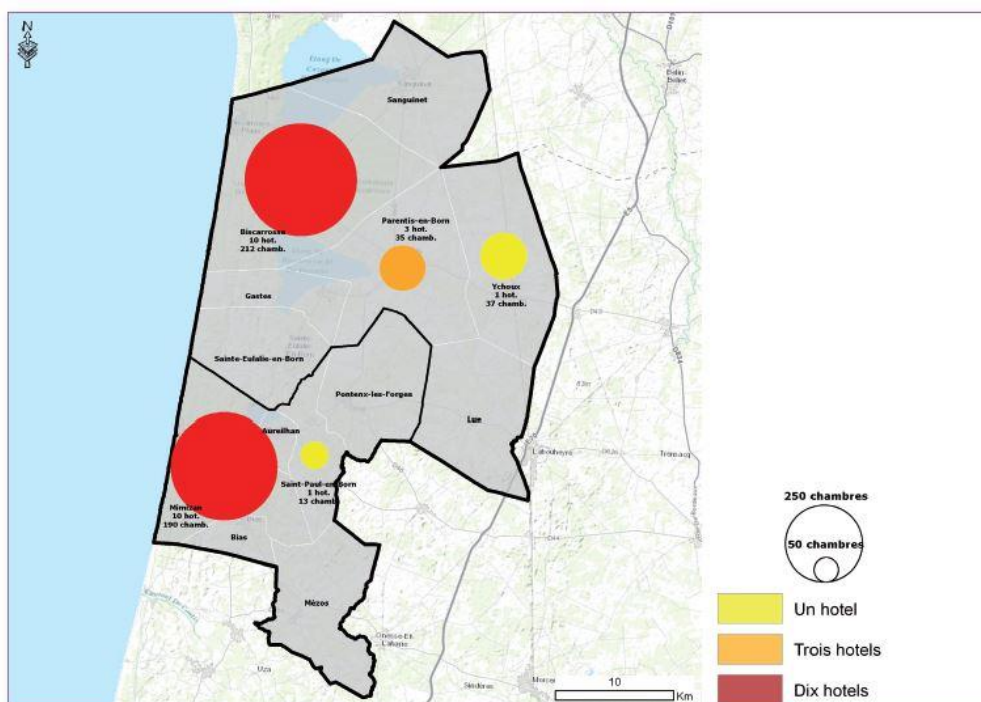 N
Sanguinet
Biscarrosse
10 hot.
212 chamb.
Parentis-en-Born
3 hot.
35 chamb.
Ychoux
1 hot.
37 chamb.
Gastes
Sainte-Eulalie-en-Born
Pontenx-les-Forges
Lue
Aureilhan
Labouheyre
Saint-Paul-en-Born
1 hot.
13 chamb.
Mimizan
10 hot.
190 chamb.
Bias
Mézos
Uza
250 chambres
50 chambres
Un hotel
Trois hotels
Dix hotels
10
Km